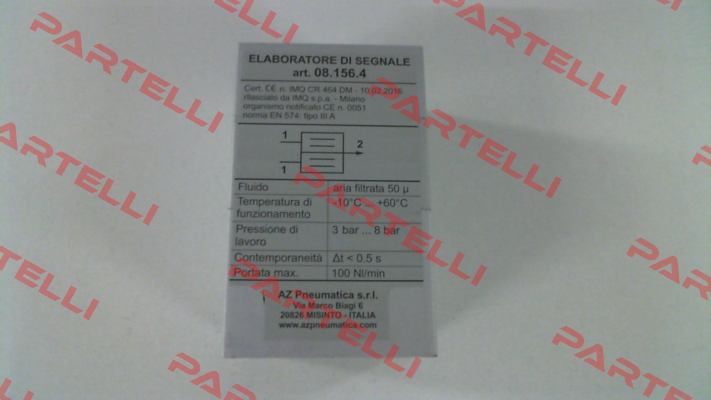 ELABORATORE DI SEGNALE
art. 08.156.4
Cert. CE n. IMQ CR 464 DM - 10.02.2016
rilasciato da IMQ s.p.a. - Milano
organismo notificato CE n. 0051
norma EN 574: tipo III A
1
2
1
Fluido aria filtrata 50 µ
Temperatura di funzionamento -10°C ... +60°C
Pressione di lavoro 3 bar ... 8 bar
Contemporaneità Δt < 0.5 s
Portata max. 100 Nl/min
AZ Pneumatica s.r.l.
Via Marco Biagi 6
20826 MISINTO - ITALIA
www.azpneumatica.com
PARTELLI
PARTELLI
PARTELLI
PARTELLI
PARTELLI
PARTELLI
PARTELLI